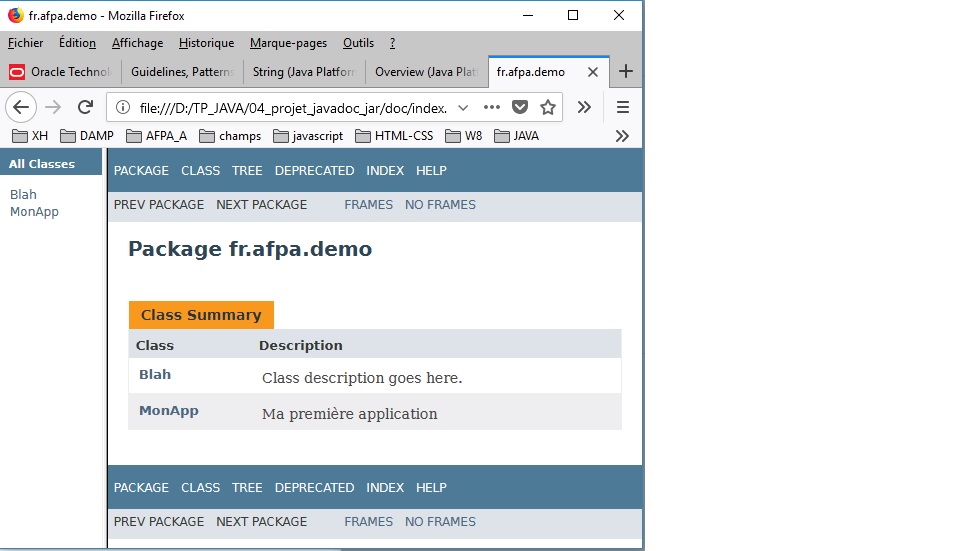 fr.afpa.demo - Mozilla Firefox
Fichier Édition Affichage Historique Marque-pages Outils ?
Oracle Technol Guidelines, Patterns String (Java Platfor Overview (Java Plat fr.afpa.demo
file:///D:/TP_JAVA/04_projet_javadoc_jar/doc/index.
XH DAMP AFPA_A champs javascript HTML-CSS W8 JAVA
All Classes
Blah
MonApp
PACKAGE CLASS TREE DEPRECATED INDEX HELP
PREV PACKAGE NEXT PACKAGE FRAMES NO FRAMES
Package fr.afpa.demo
Class Summary
Class Description
Blah Class description goes here.
MonApp Ma première application
PACKAGE CLASS TREE DEPRECATED INDEX HELP
PREV PACKAGE NEXT PACKAGE FRAMES NO FRAMES